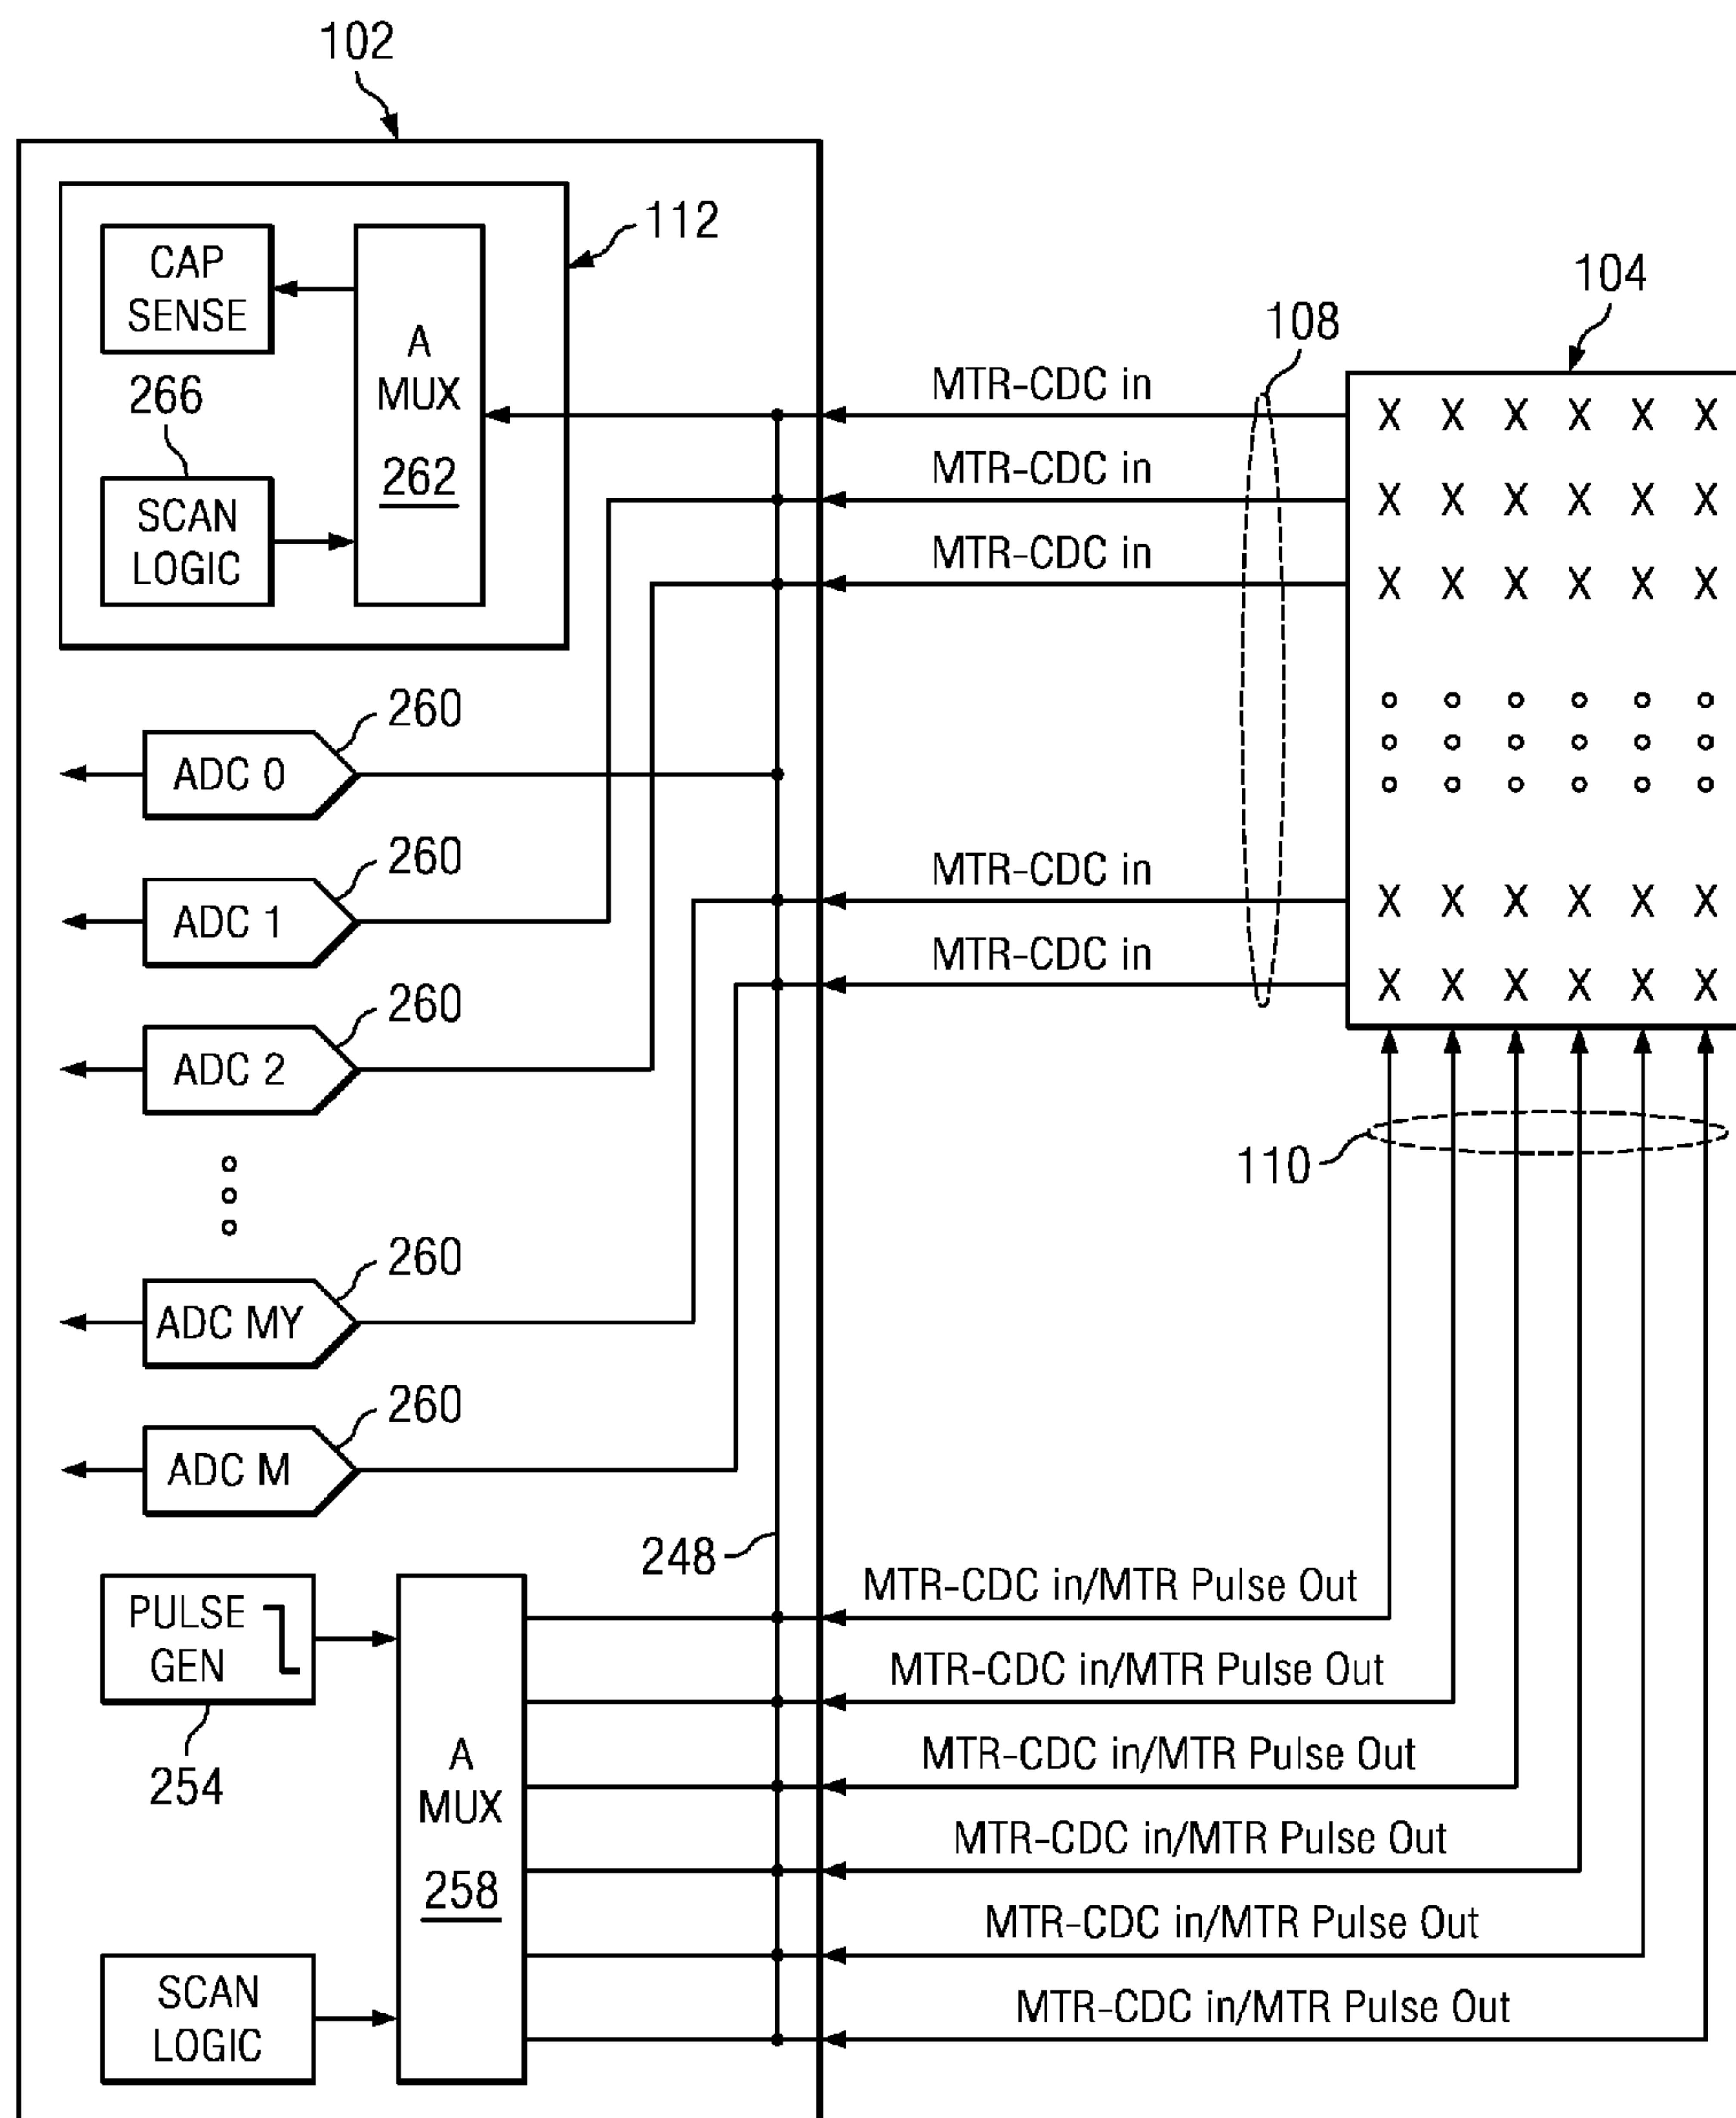 102
112
CAP
SENSE
A
MUX
262
266
SCAN
LOGIC
108
104
MTR-CDC in
MTR-CDC in
MTR-CDC in
MTR-CDC in
MTR-CDC in
X X X X X X
X X X X X X
X X X X X X
X X X X X X
X X X X X X
110
260
ADC 0
260
ADC 1
260
ADC 2
260
ADC MY
260
ADC M
248
PULSE
GEN
254
A
MUX
258
SCAN
LOGIC
MTR-CDC in/MTR Pulse Out
MTR-CDC in/MTR Pulse Out
MTR-CDC in/MTR Pulse Out
MTR-CDC in/MTR Pulse Out
MTR-CDC in/MTR Pulse Out
MTR-CDC in/MTR Pulse Out